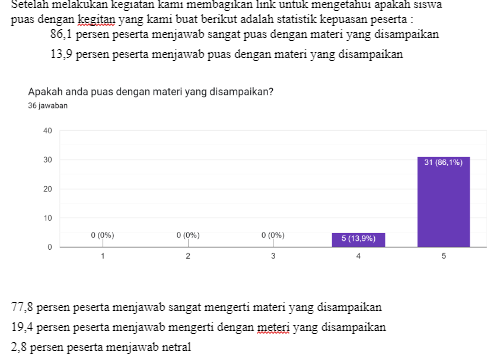 Setelah melakukan kegiatan kami membagikan link untuk mengetahui apakah siswa
puas dengan kegitan yang kami buat berikut adalah statistik kepuasan peserta :
86,1 persen peserta menjawab sangat puas dengan materi yang disampaikan
13,9 persen peserta menjawab puas dengan materi yang disampaikan
Apakah anda puas dengan materi yang disampaikan?
36 jawaban
40
30
20
10
0
0 (0%)
0 (0%)
0 (0%)
5 (13,9%)
31 (86,1%)
1
2
3
4
5
77,8 persen peserta menjawab sangat mengerti materi yang disampaikan
19,4 persen peserta menjawab mengerti dengan meteri yang disampaikan
2,8 persen peserta menjawab netral